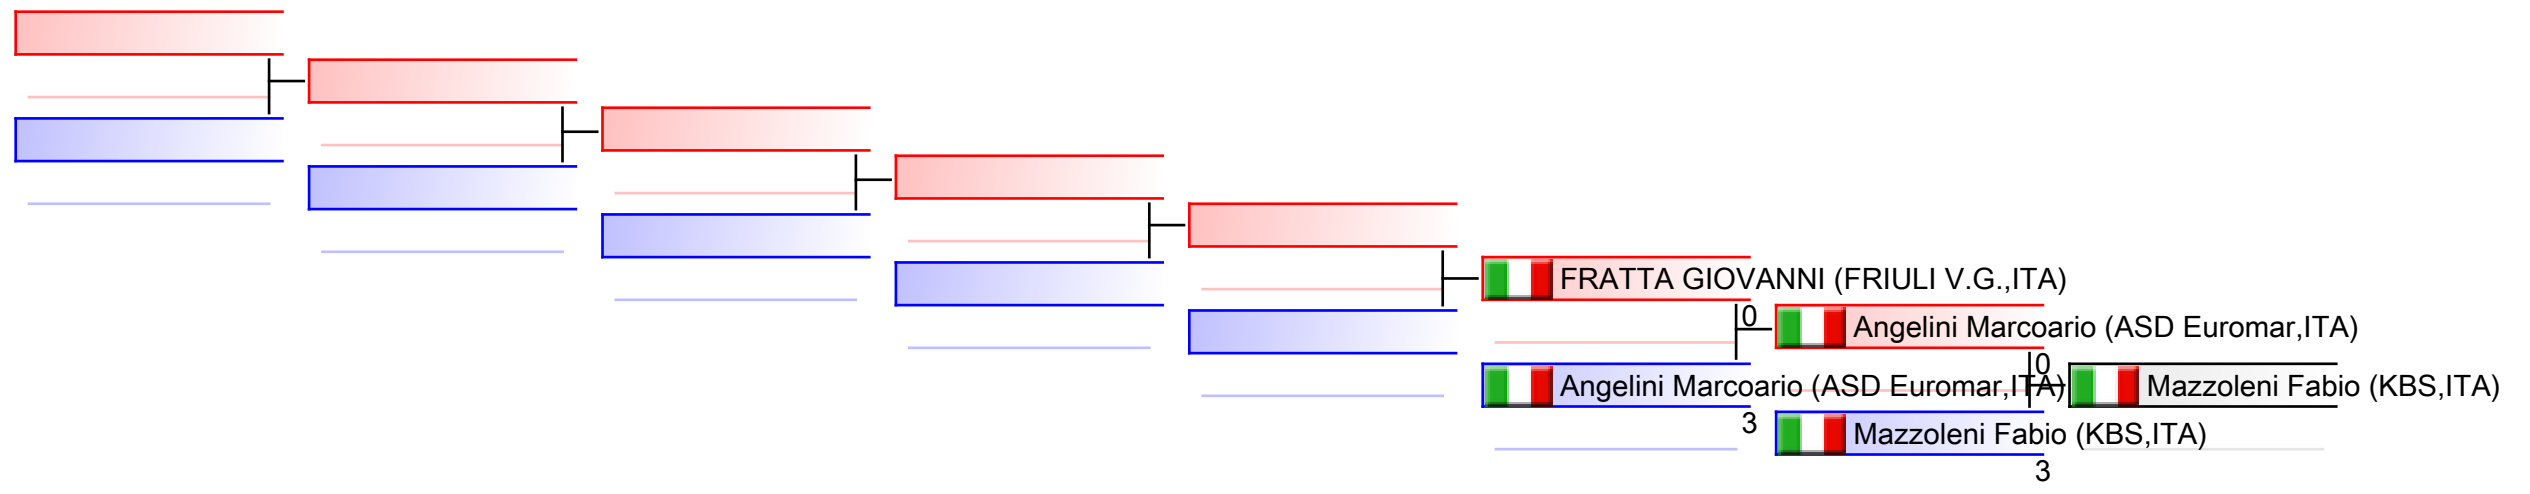 FRATTA GIOVANNI (FRIULI V.G.,ITA)
0
Angelini Marcoario (ASD Euromar,ITA)
0
Angelini Marcoario (ASD Euromar,ITA)
Mazzoleni Fabio (KBS,ITA)
3
Mazzoleni Fabio (KBS,ITA)
3